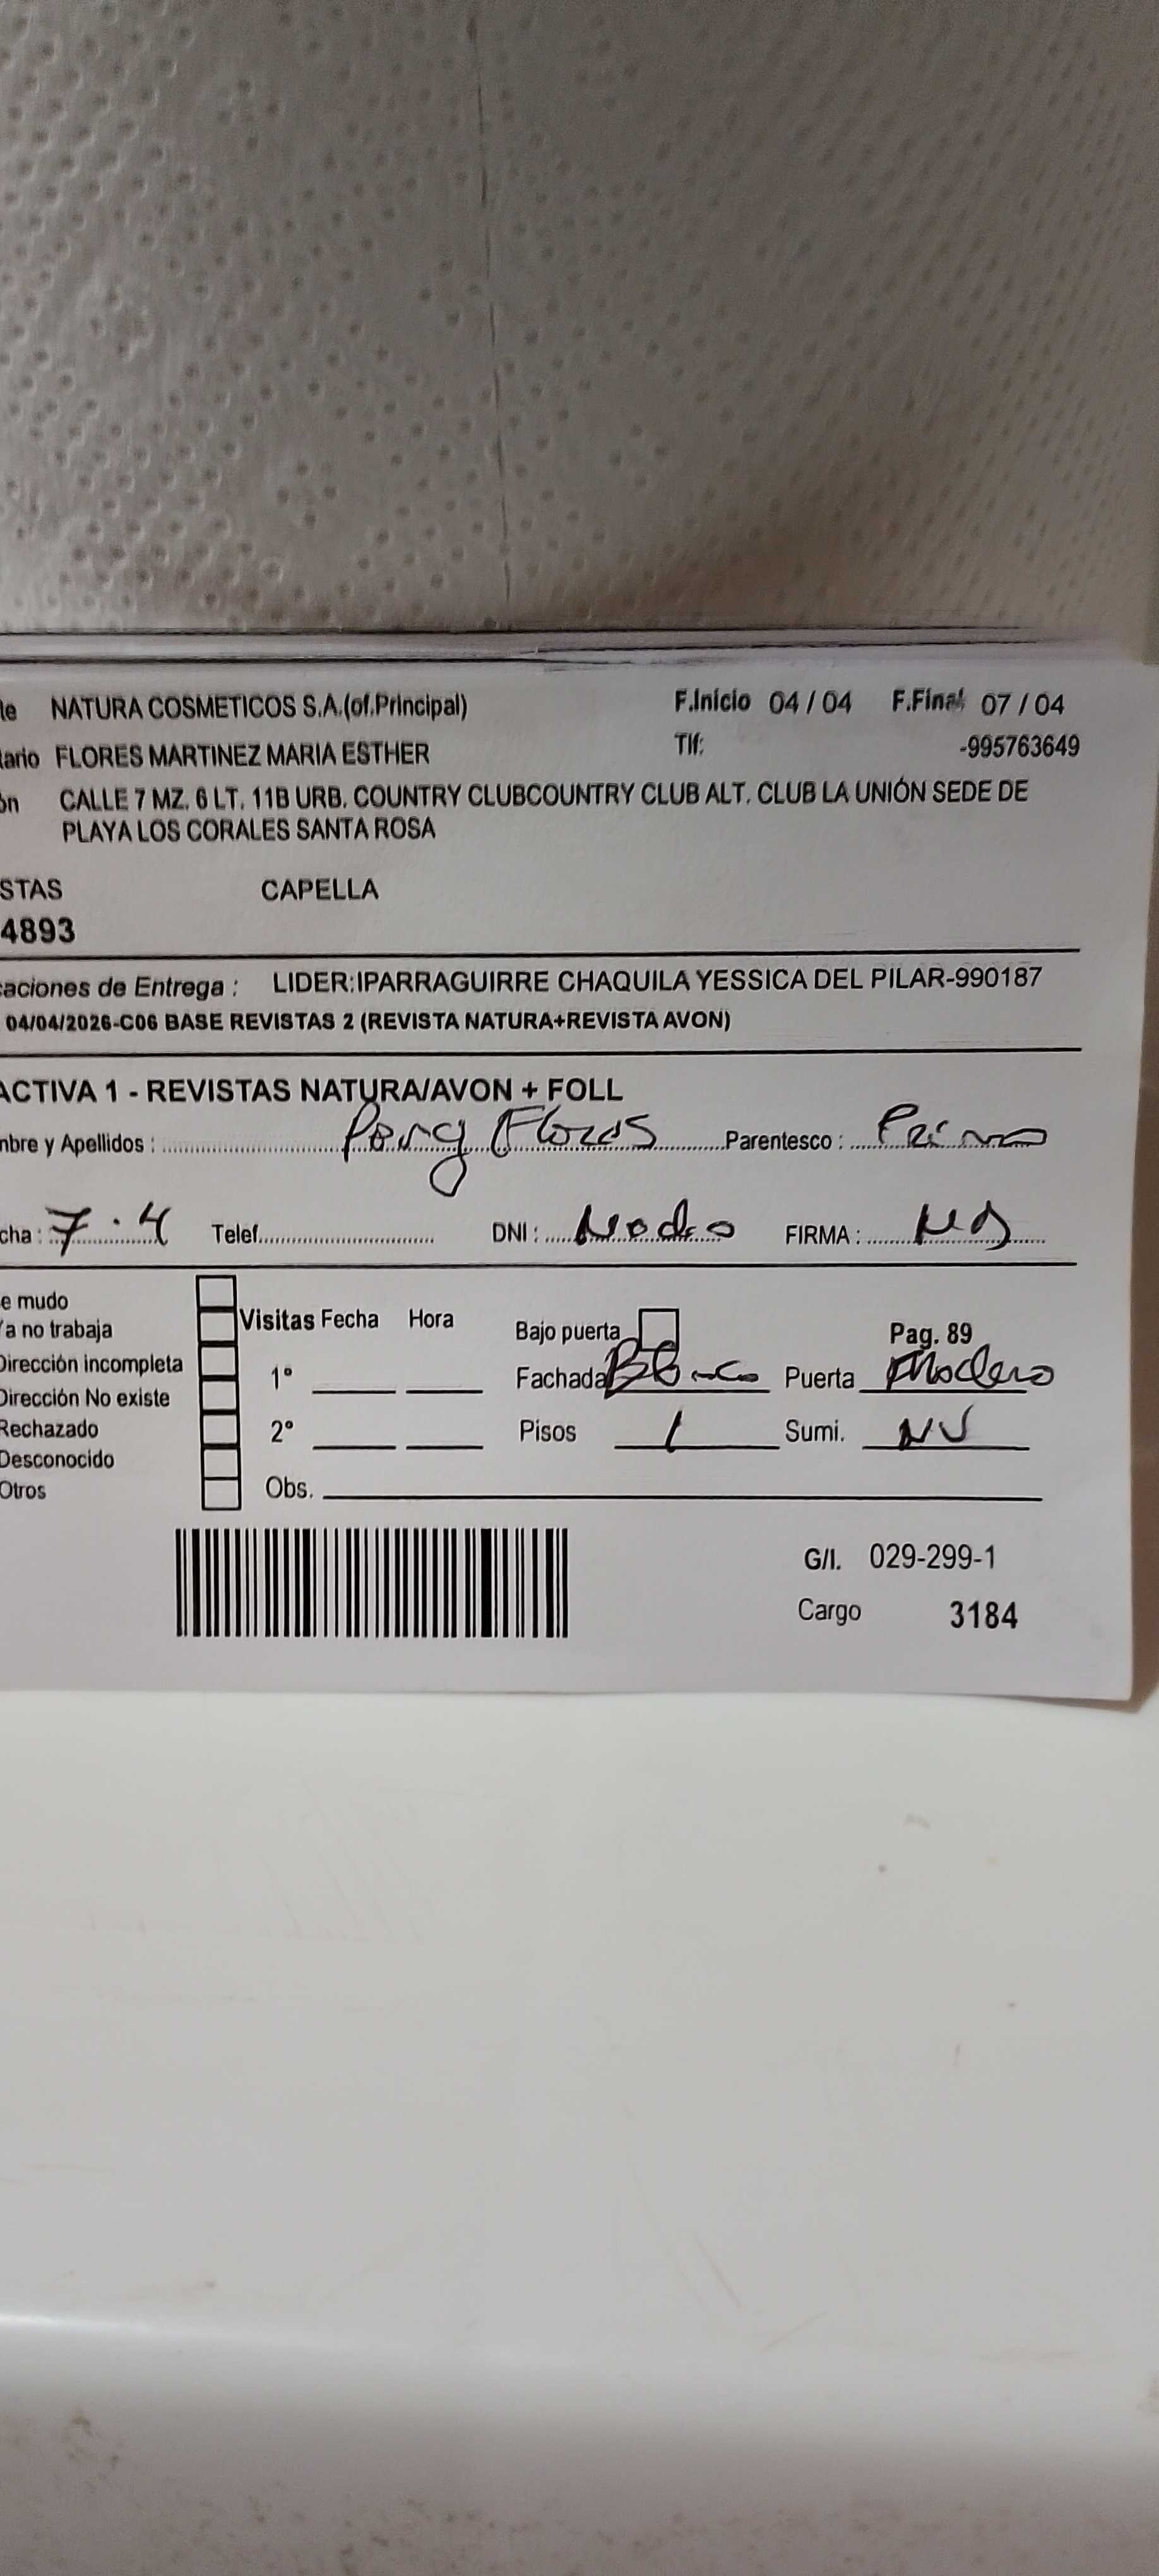 le NATURA COSMETICOS S.A.(of.Principal) F.Inicio 04 / 04 F.Final 07 / 04
tario FLORES MARTINEZ MARIA ESTHER Tlf: -995763649
ón CALLE 7 MZ. 6 LT. 11B URB. COUNTRY CLUBCOUNTRY CLUB ALT. CLUB LA UNIÓN SEDE DE
PLAYA LOS CORALES SANTA ROSA
STAS CAPELLA
4893
caciones de Entrega : LIDER:IPARRAGUIRRE CHAQUILA YESSICA DEL PILAR-990187
04/04/2026-C06 BASE REVISTAS 2 (REVISTA NATURA+REVISTA AVON)
ACTIVA 1 - REVISTAS NATURA/AVON + FOLL
mbre y Apellidos : Flores Parentesco : Primo
cha : 7 . 4 Telef. DNI : FIRMA :
e mudo
Ya no trabaja Visitas Fecha Hora Bajo puerta Pag. 89
Dirección incompleta 1° Fachada Blanco Puerta
Dirección No existe
Rechazado 2° Pisos 1 Sumi.
Desconocido
Otros Obs.
G/I. 029-299-1
Cargo 3184